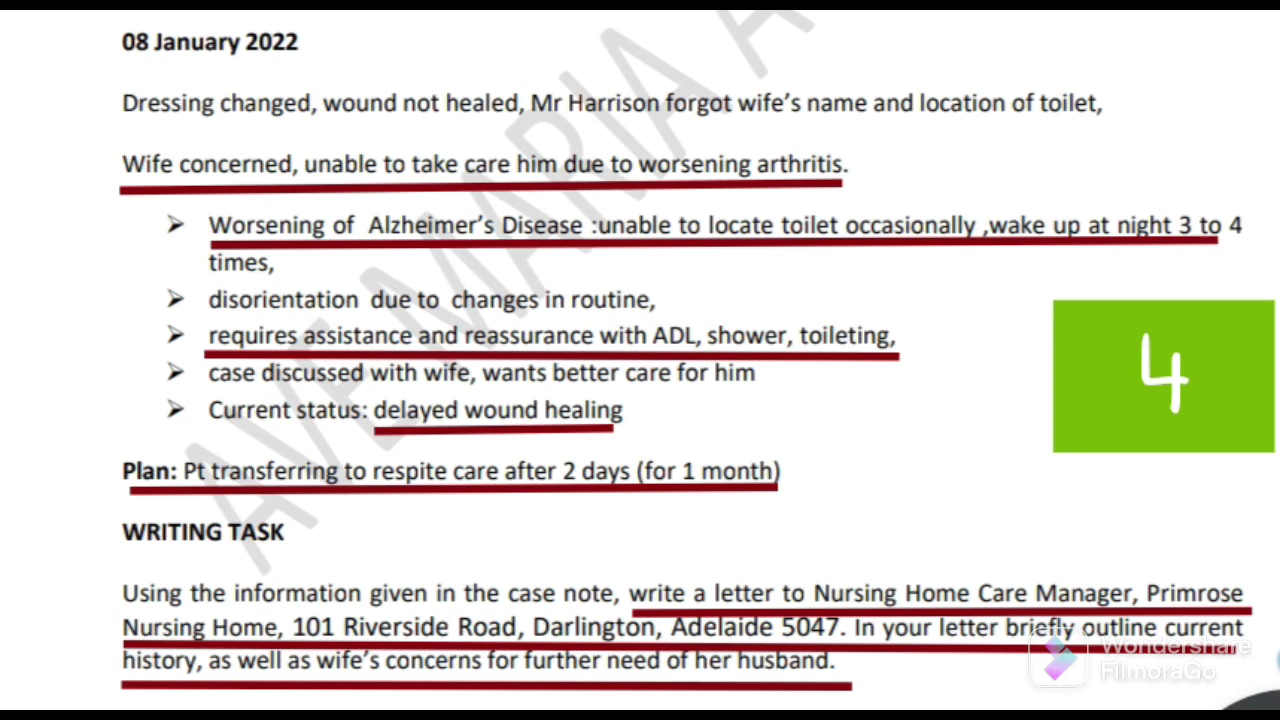 08 January 2022
Dressing changed, wound not healed, Mr Harrison forgot wife's name and location of toilet,
Wife concerned, unable to take care him due to worsening arthritis.
➢ Worsening of Alzheimer's Disease :unable to locate toilet occasionally ,wake up at night 3 to 4
times,
➢ disorientation due to changes in routine,
➢ requires assistance and reassurance with ADL, shower, toileting,
➢ case discussed with wife, wants better care for him
➢ Current status: delayed wound healing
4
Plan: Pt transferring to respite care after 2 days (for 1 month)
WRITING TASK
Using the information given in the case note, write a letter to Nursing Home Care Manager, Primrose
Nursing Home, 101 Riverside Road, Darlington, Adelaide 5047. In your letter briefly outline current
history, as well as wife's concerns for further need of her husband.
Wondershare
FilmoraGo
AVE MARIA A